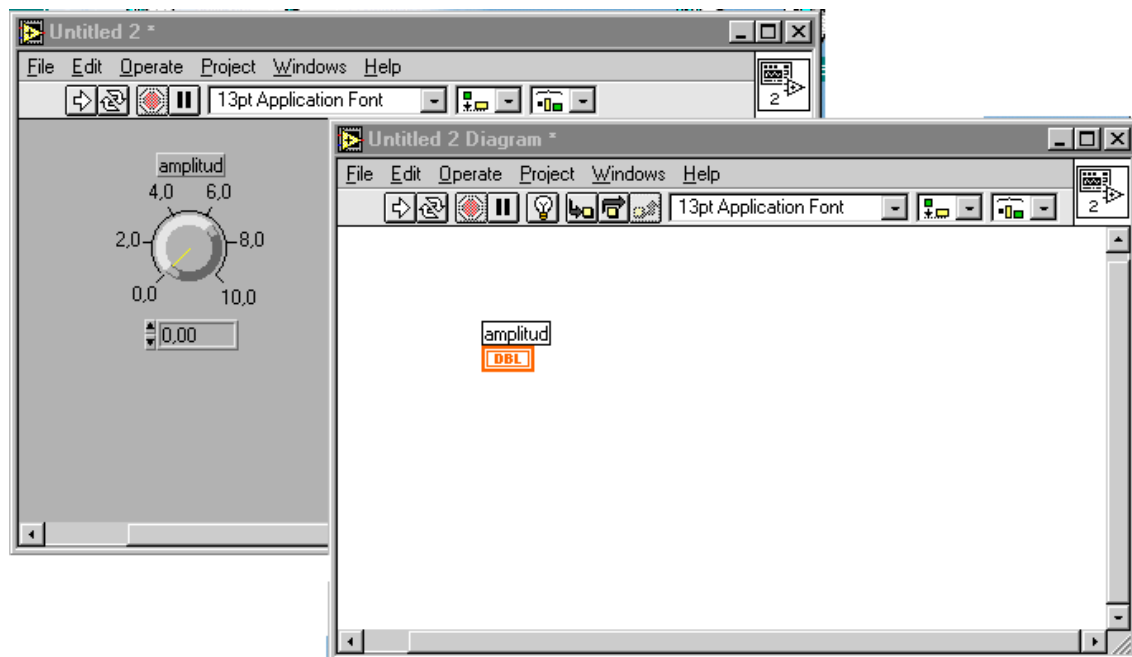 Untitled 2 *
File Edit Operate Project Windows Help
13pt Application Font
2
amplitud
4,0 6,0
2,0 8,0
0,0 10,0
0,00
Untitled 2 Diagram *
File Edit Operate Project Windows Help
13pt Application Font
2
amplitud
DBL